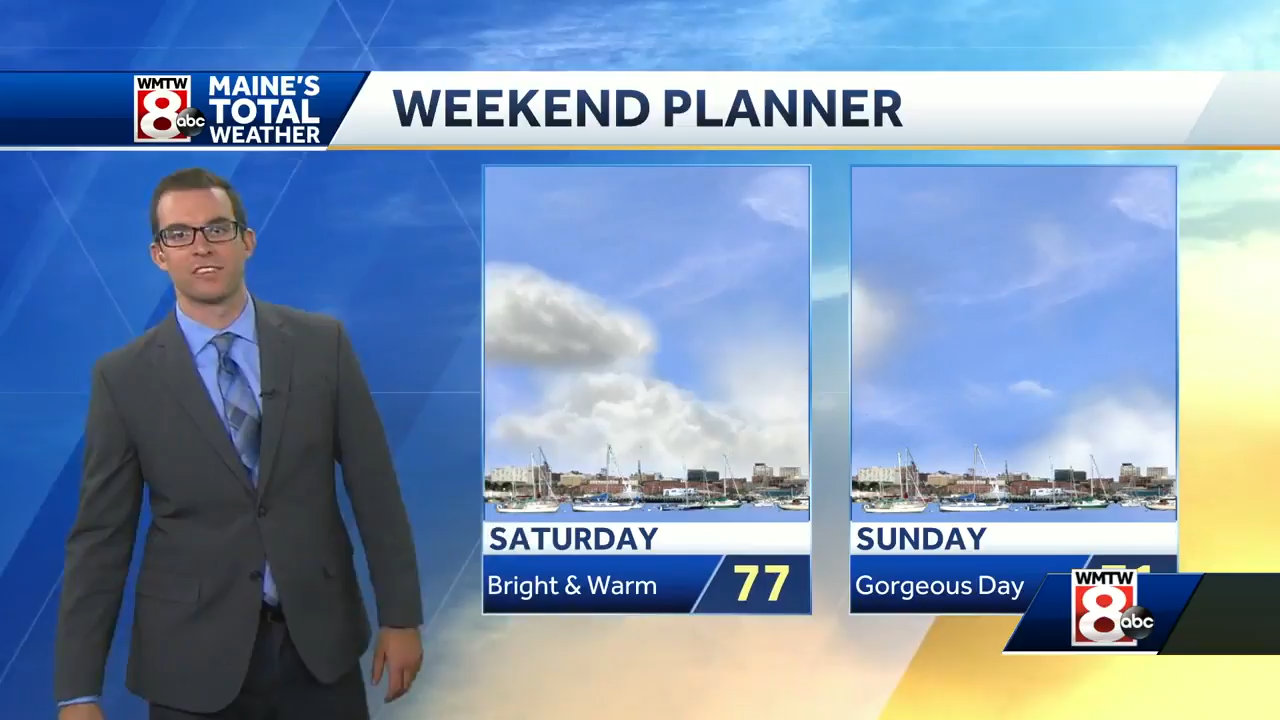 WMTW
8
abc
MAINE'S
TOTAL
WEATHER
WEEKEND PLANNER
SATURDAY
Bright & Warm
77
SUNDAY
Gorgeous Day
WMTW
8
abc